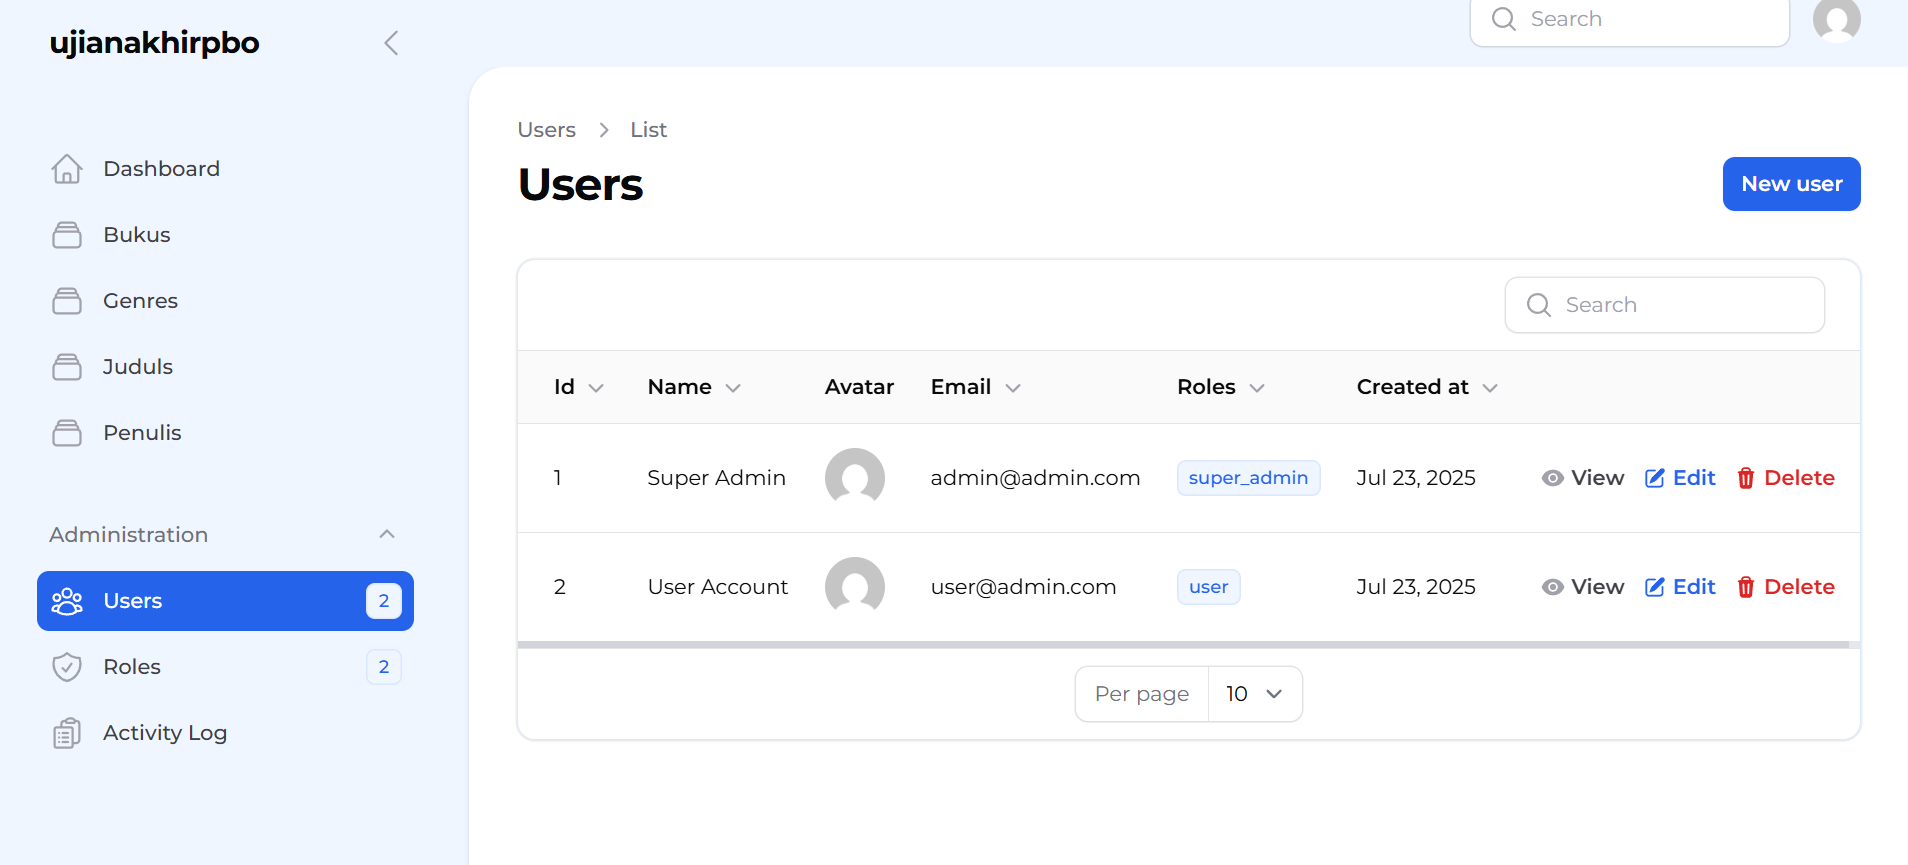 ujianakhirpbo
Search
Dashboard
Bukus
Genres
Juduls
Penulis
Administration
Users 2
Roles 2
Activity Log
Users > List
Users
New user
Search
Id Name Avatar Email Roles Created at
1 Super Admin admin@admin.com super_admin Jul 23, 2025 View Edit Delete
2 User Account user@admin.com user Jul 23, 2025 View Edit Delete
Per page 10